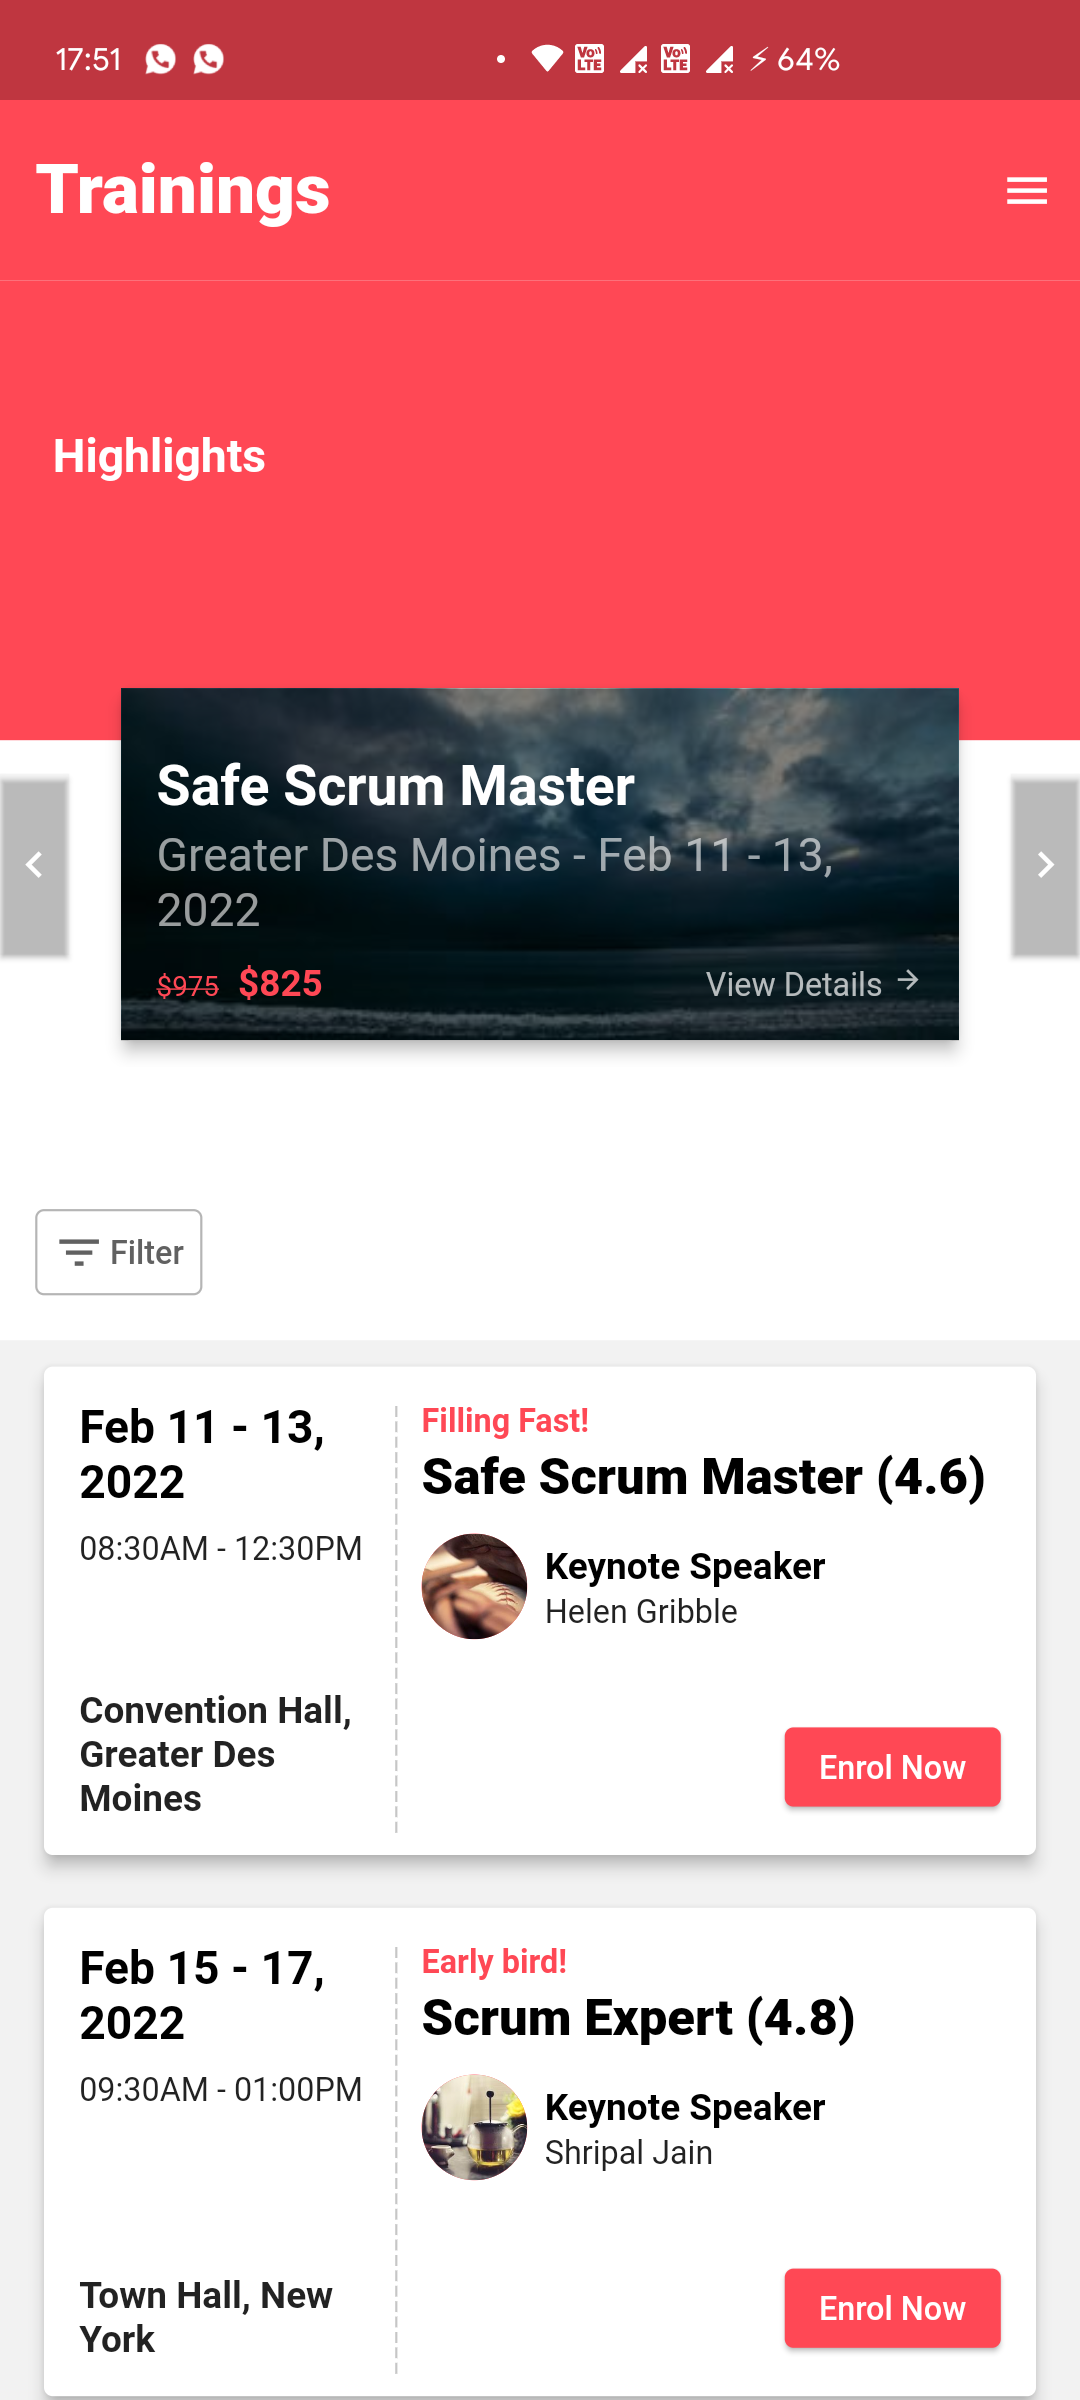 17:51
VoLTE
VoLTE
64%
Trainings
Highlights
Safe Scrum Master
Greater Des Moines - Feb 11 - 13,
2022
$975 $825
View Details
Filter
Feb 11 - 13,
2022
08:30AM - 12:30PM
Convention Hall,
Greater Des
Moines
Filling Fast!
Safe Scrum Master (4.6)
Keynote Speaker
Helen Gribble
Enrol Now
Feb 15 - 17,
2022
09:30AM - 01:00PM
Town Hall, New
York
Early bird!
Scrum Expert (4.8)
Keynote Speaker
Shripal Jain
Enrol Now